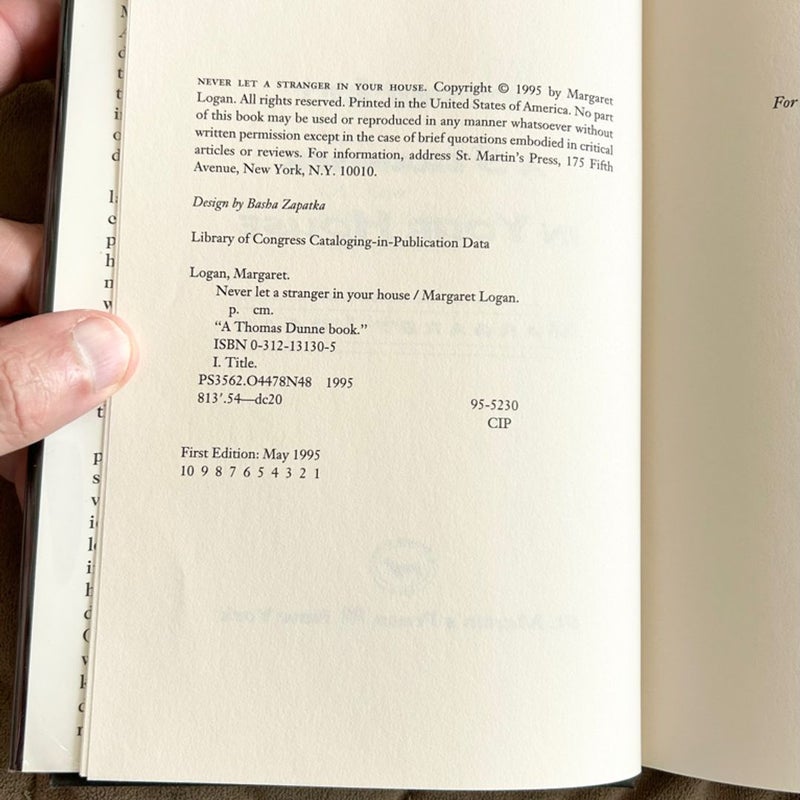 NEVER LET A STRANGER IN YOUR HOUSE. Copyright © 1995 by Margaret
Logan. All rights reserved. Printed in the United States of America. No part
of this book may be used or reproduced in any manner whatsoever without
written permission except in the case of brief quotations embodied in critical
articles or reviews. For information, address St. Martin's Press, 175 Fifth
Avenue, New York, N.Y. 10010.
Design by Basha Zapatka
Library of Congress Cataloging-in-Publication Data
Logan, Margaret.
Never let a stranger in your house / Margaret Logan.
p. cm.
"A Thomas Dunne book."
ISBN 0-312-13130-5
I. Title.
PS3562.O4478N48 1995
813'.54—dc20
95-5230
CIP
First Edition: May 1995
10 9 8 7 6 5 4 3 2 1
For